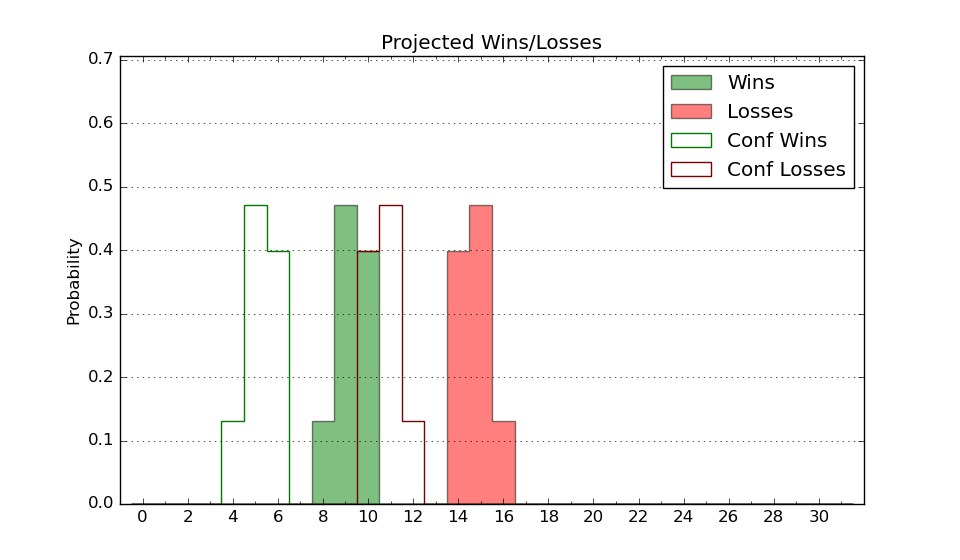 Projected Wins/Losses
Wins
Losses
Conf Wins
Conf Losses
Probability
0.7
0.6
0.5
0.4
0.3
0.2
0.1
0.0
0 2 4 6 8 10 12 14 16 18 20 22 24 26 28 30